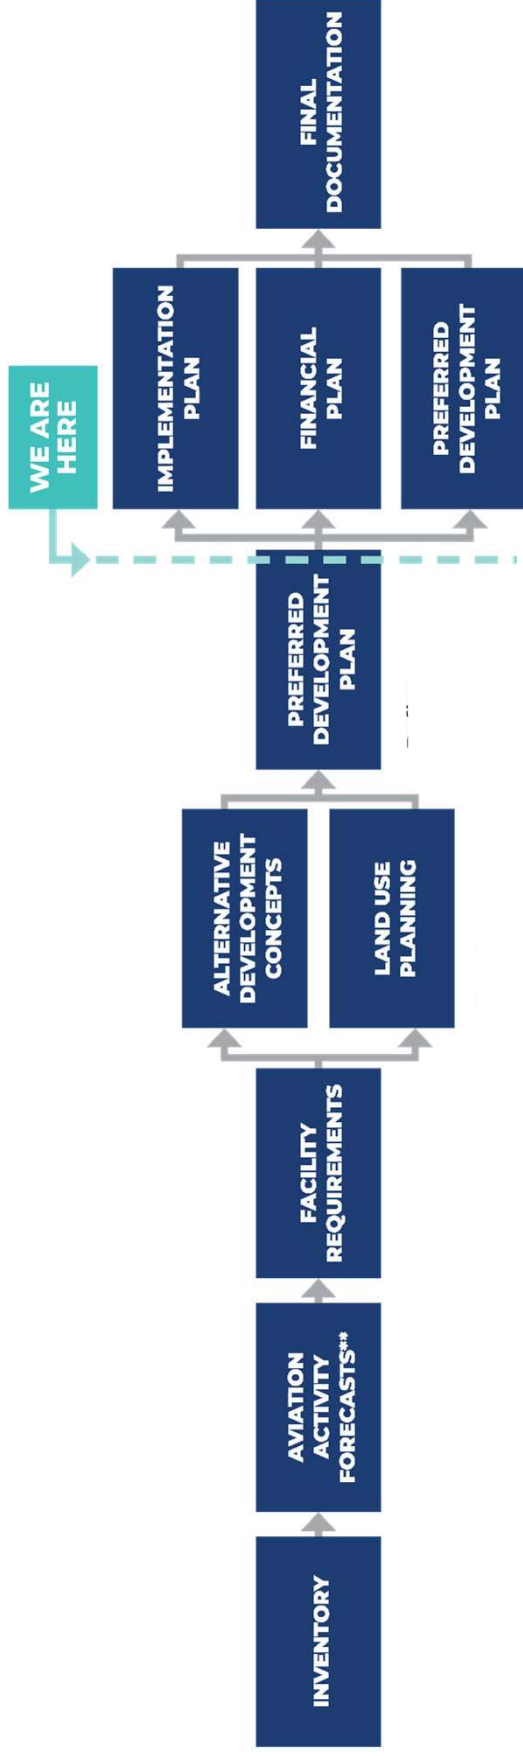 INVENTORY
AVIATION
ACTIVITY
FORECASTS**
FACILITY
REQUIREMENTS
ALTERNATIVE
DEVELOPMENT
CONCEPTS
LAND USE
PLANNING
PREFERRED
DEVELOPMENT
PLAN
WE ARE
HERE
IMPLEMENTATION
PLAN
FINANCIAL
PLAN
PREFERRED
DEVELOPMENT
PLAN
FINAL
DOCUMENTATION